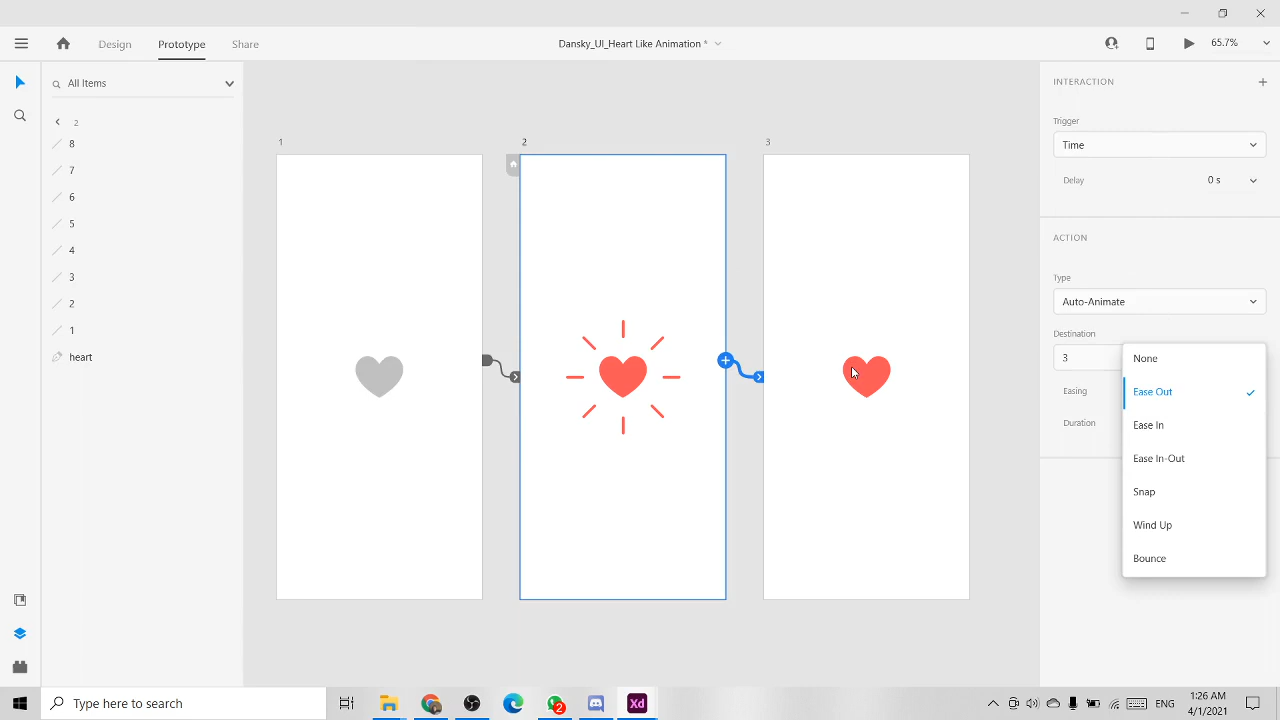 Design
Prototype
Share
Dansky_UI_Heart Like Animation *
65.7%
All Items
2
8
7
6
5
4
3
2
1
heart
1
2
3
INTERACTION
Trigger
Time
Delay
0 s
ACTION
Type
Auto-Animate
Destination
3
Easing
Duration
None
Ease Out
Ease In
Ease In-Out
Snap
Wind Up
Bounce
Type here to search
2
Xd
ENG
1:26 AM
4/1/2021